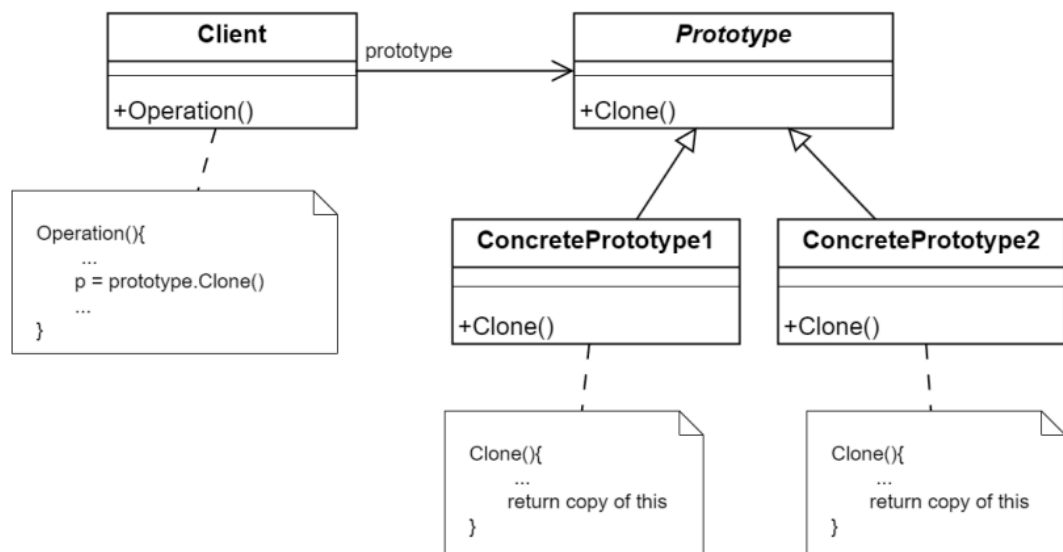 Client
+Operation()
prototype
Prototype
+Clone()
Operation(){
...
p = prototype.Clone()
...
}
ConcretePrototype1
+Clone()
ConcretePrototype2
+Clone()
Clone(){
...
return copy of this
}
Clone(){
...
return copy of this
}